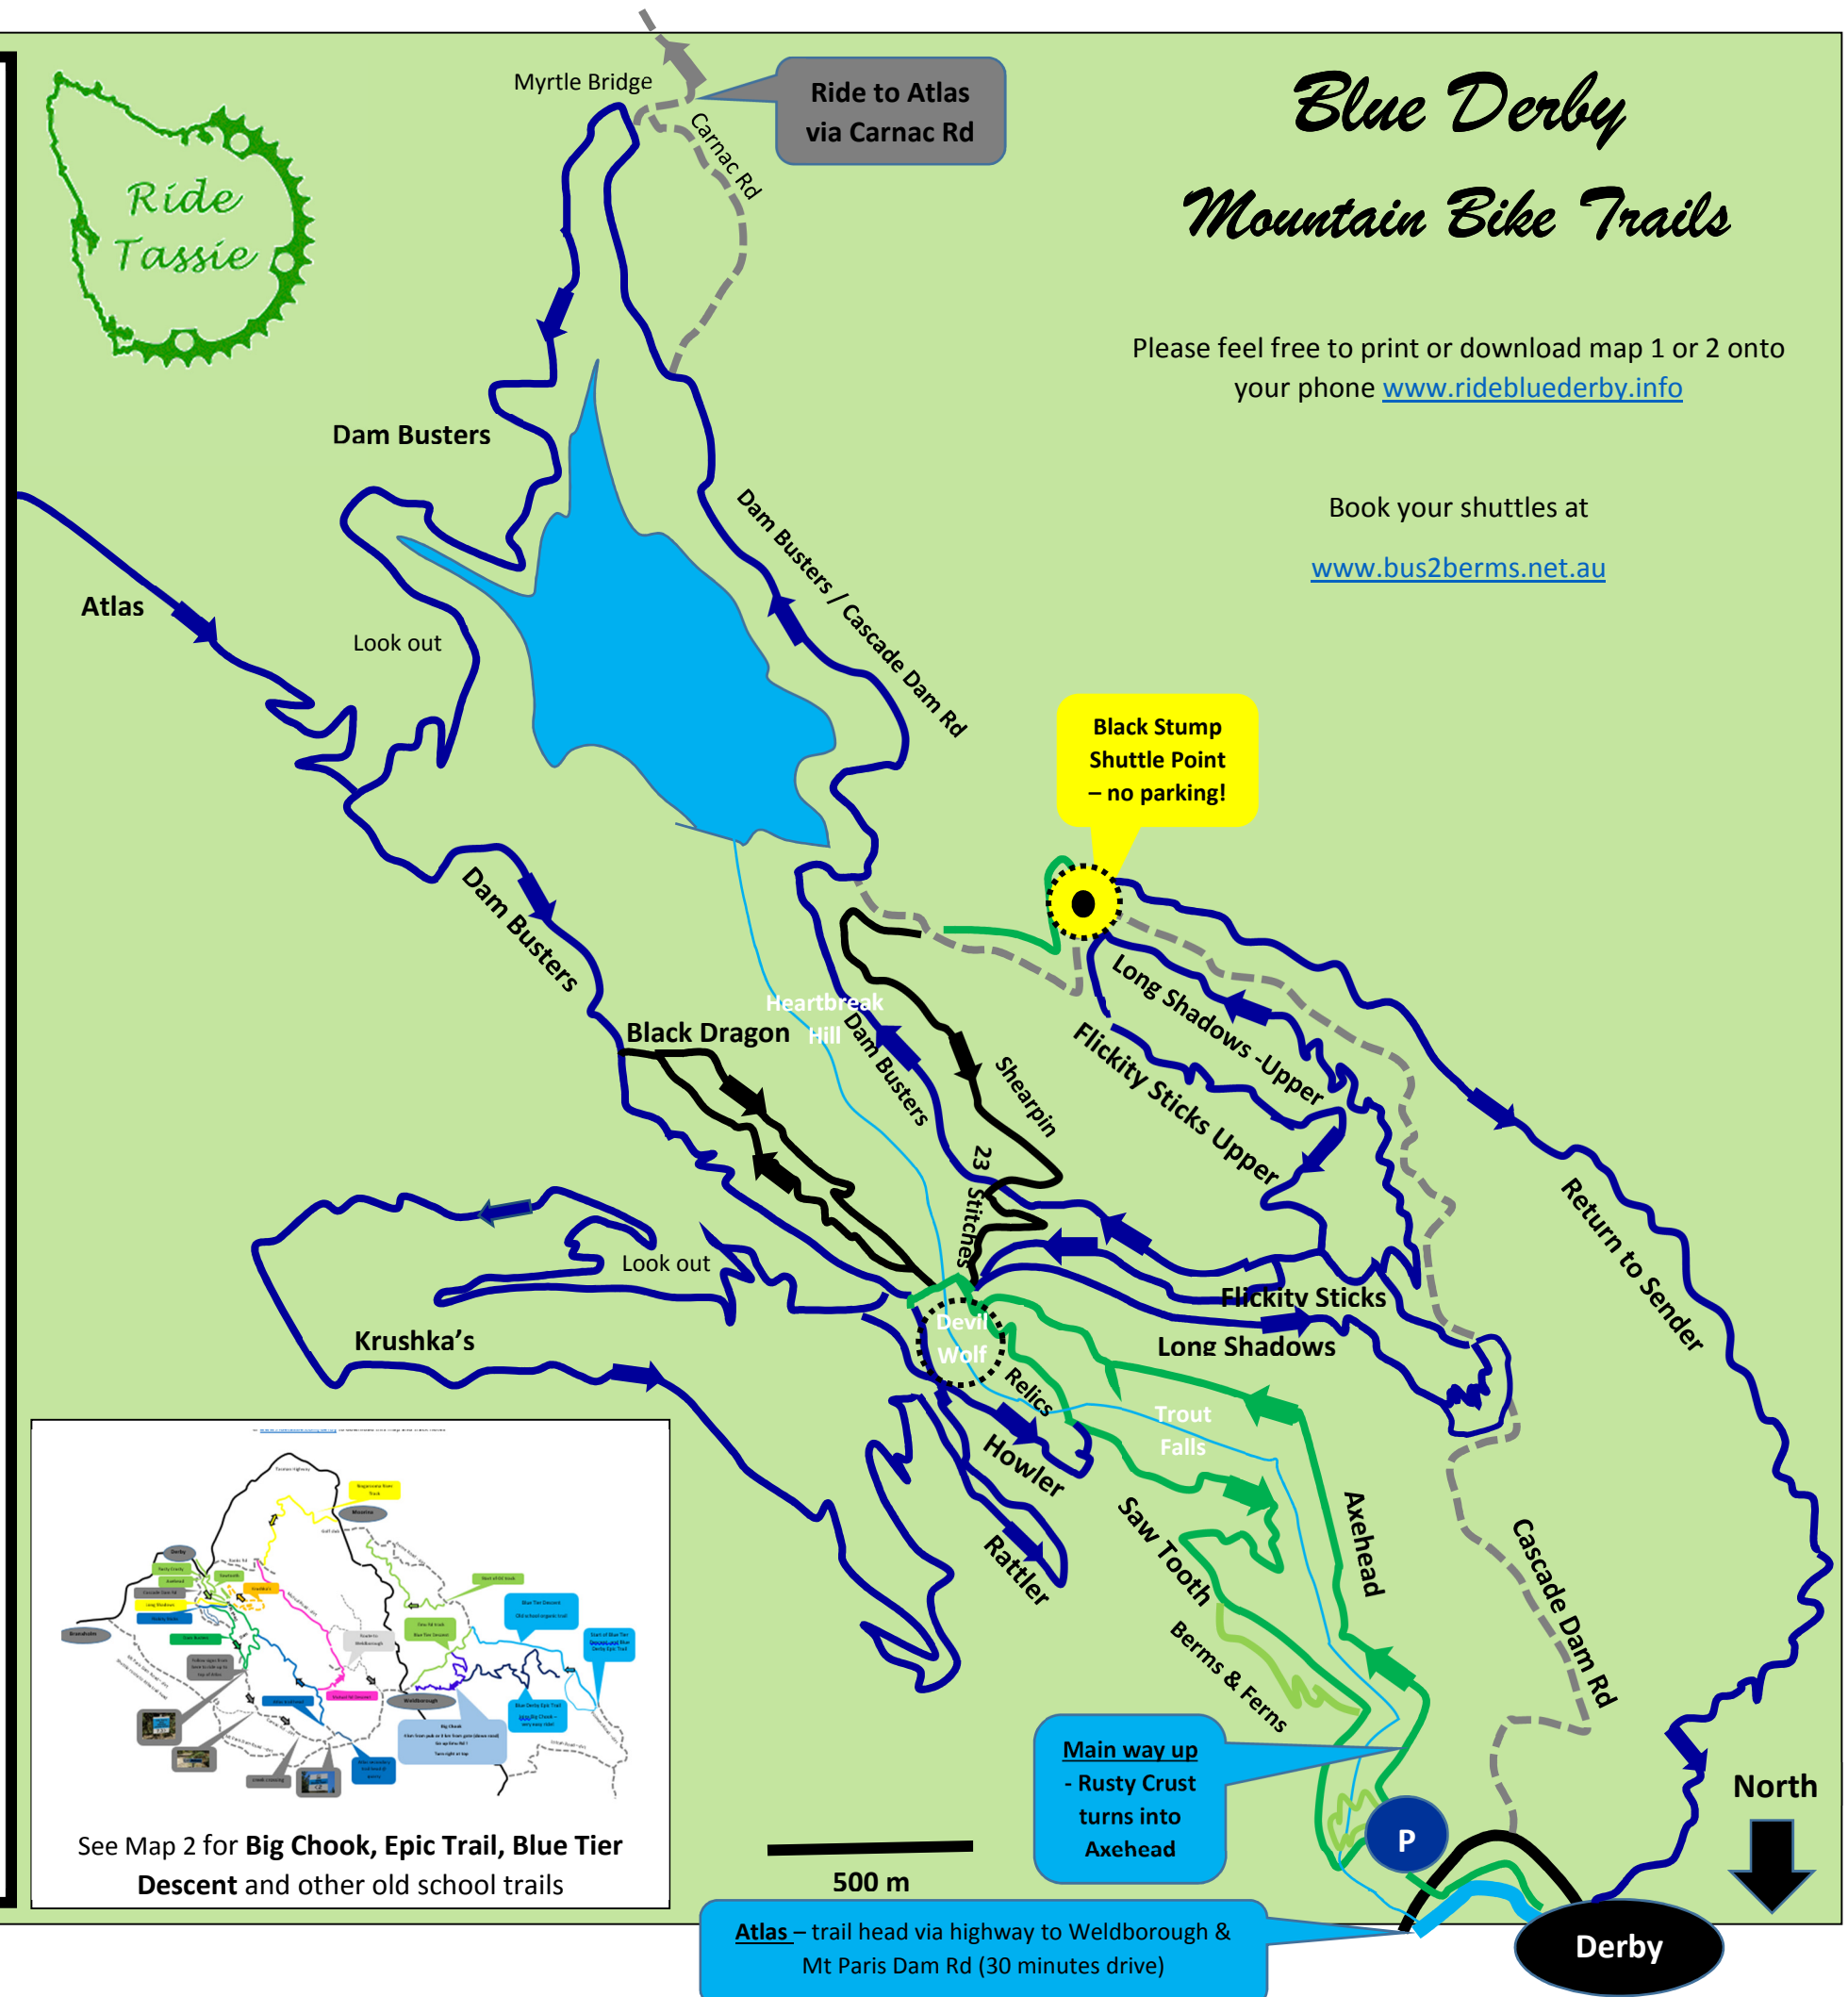 Myrtle Bridge
Ride to Atlas
via Carnac Rd
Blue Derby
Mountain Bike Trails
Ride
Tassie
Carnac Rd
Please feel free to print or download map 1 or 2 onto
your phone www.ridebluederby.info
Dam Busters
Book your shuttles at
www.bus2berms.net.au
Dam Busters / Cascade Dam Rd
Atlas
Look out
Black Stump
Shuttle Point
– no parking!
Dam Busters
Long Shadows -Upper
Heartbreak
Hill
Black Dragon
Dam Busters
Shearpin
Flickity Sticks Upper
23 Stitches
Return to Sender
Look out
Flickity Sticks
Devil
Wolf
Krushka's
Long Shadows
Relics
Trout
Falls
Howler
Axehead
Saw Tooth
Rattler
Cascade Dam Rd
Berms & Ferns
Main way up
- Rusty Crust
turns into
Axehead
North
P
Derby
Weldborough
Big Chook
See Map 2 for Big Chook, Epic Trail, Blue Tier
Descent and other old school trails
500 m
Atlas – trail head via highway to Weldborough &
Mt Paris Dam Rd (30 minutes drive)
Derby